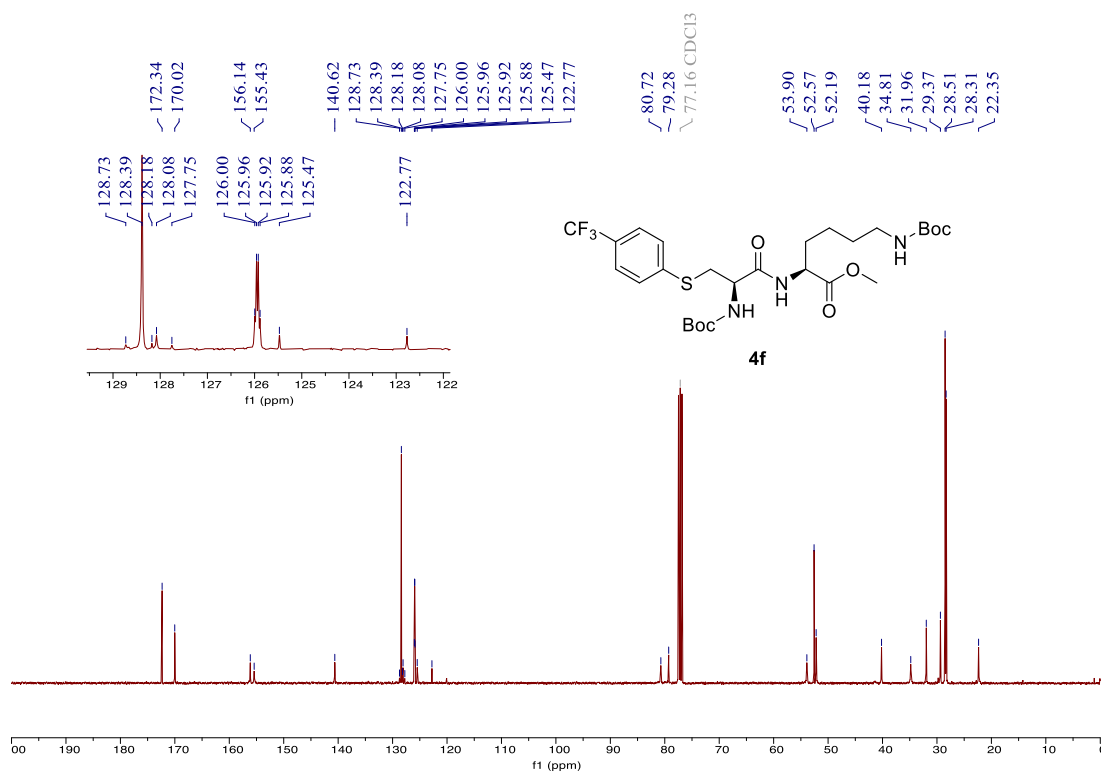 172.34
170.02
156.14
155.43
140.62
128.73
128.39
128.18
128.08
127.75
126.00
125.96
125.92
125.88
125.47
122.77
80.72
79.28
77.16 CDCl3
53.90
52.57
52.19
40.18
34.81
31.96
29.37
28.51
28.31
22.35
128.73
128.39
128.18
128.08
127.75
126.00
125.96
125.92
125.88
125.47
122.77
129 128 127 126 125 124 123 122
f1 (ppm)
CF3
S
O
N
H
N
H
Boc
O
O
Boc
N
H
4f
00 190 180 170 160 150 140 130 120 110 100 90 80 70 60 50 40 30 20 10 0
f1 (ppm)